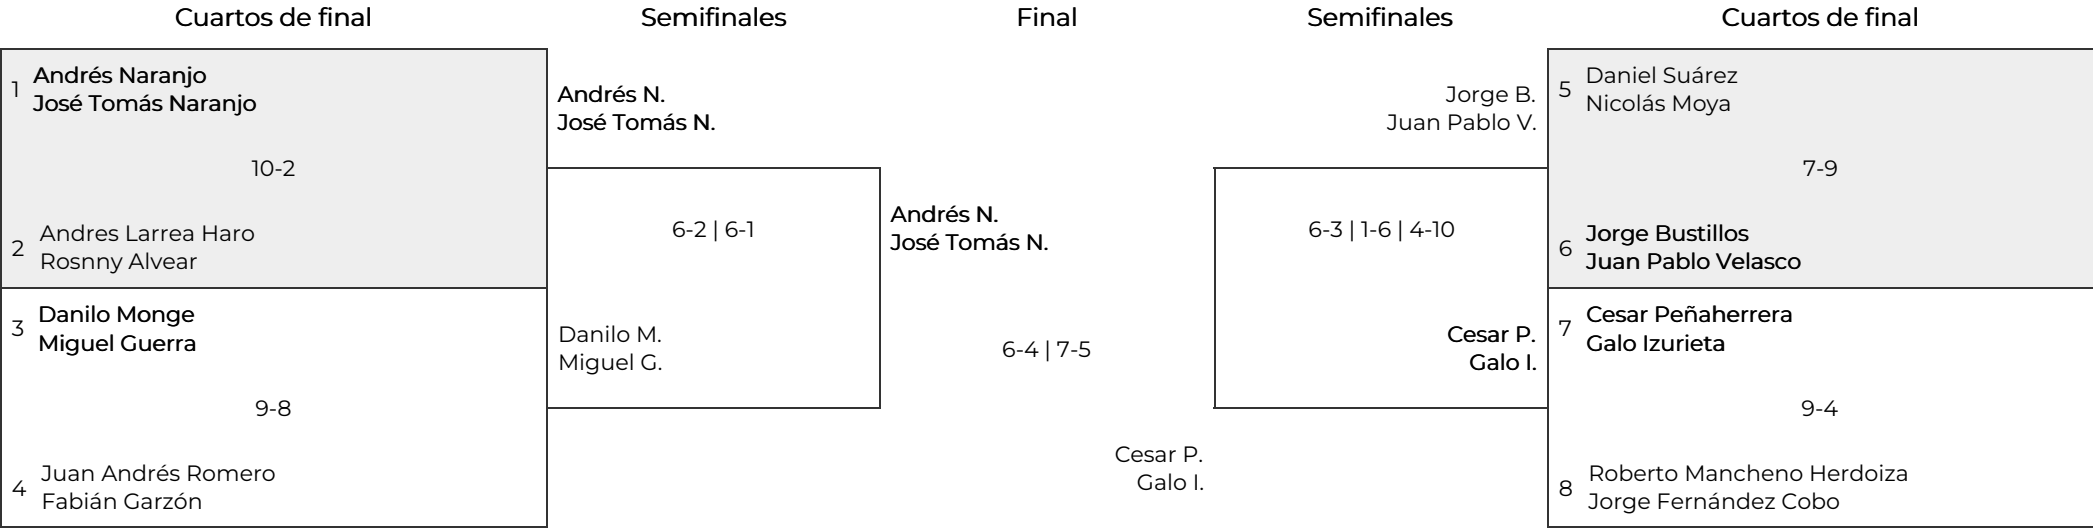 Cuartos de final
Semifinales
Final
Semifinales
Cuartos de final
1
Andrés Naranjo
José Tomás Naranjo
10-2
2
Andres Larrea Haro
Rosnny Alvear
3
Danilo Monge
Miguel Guerra
9-8
4
Juan Andrés Romero
Fabián Garzón
Andrés N.
José Tomás N.
6-2 | 6-1
Danilo M.
Miguel G.
Andrés N.
José Tomás N.
6-4 | 7-5
Cesar P.
Galo I.
Jorge B.
Juan Pablo V.
6-3 | 1-6 | 4-10
Cesar P.
Galo I.
5
Daniel Suárez
Nicolás Moya
7-9
6
Jorge Bustillos
Juan Pablo Velasco
7
Cesar Peñaherrera
Galo Izurieta
9-4
8
Roberto Mancheno Herdoiza
Jorge Fernández Cobo